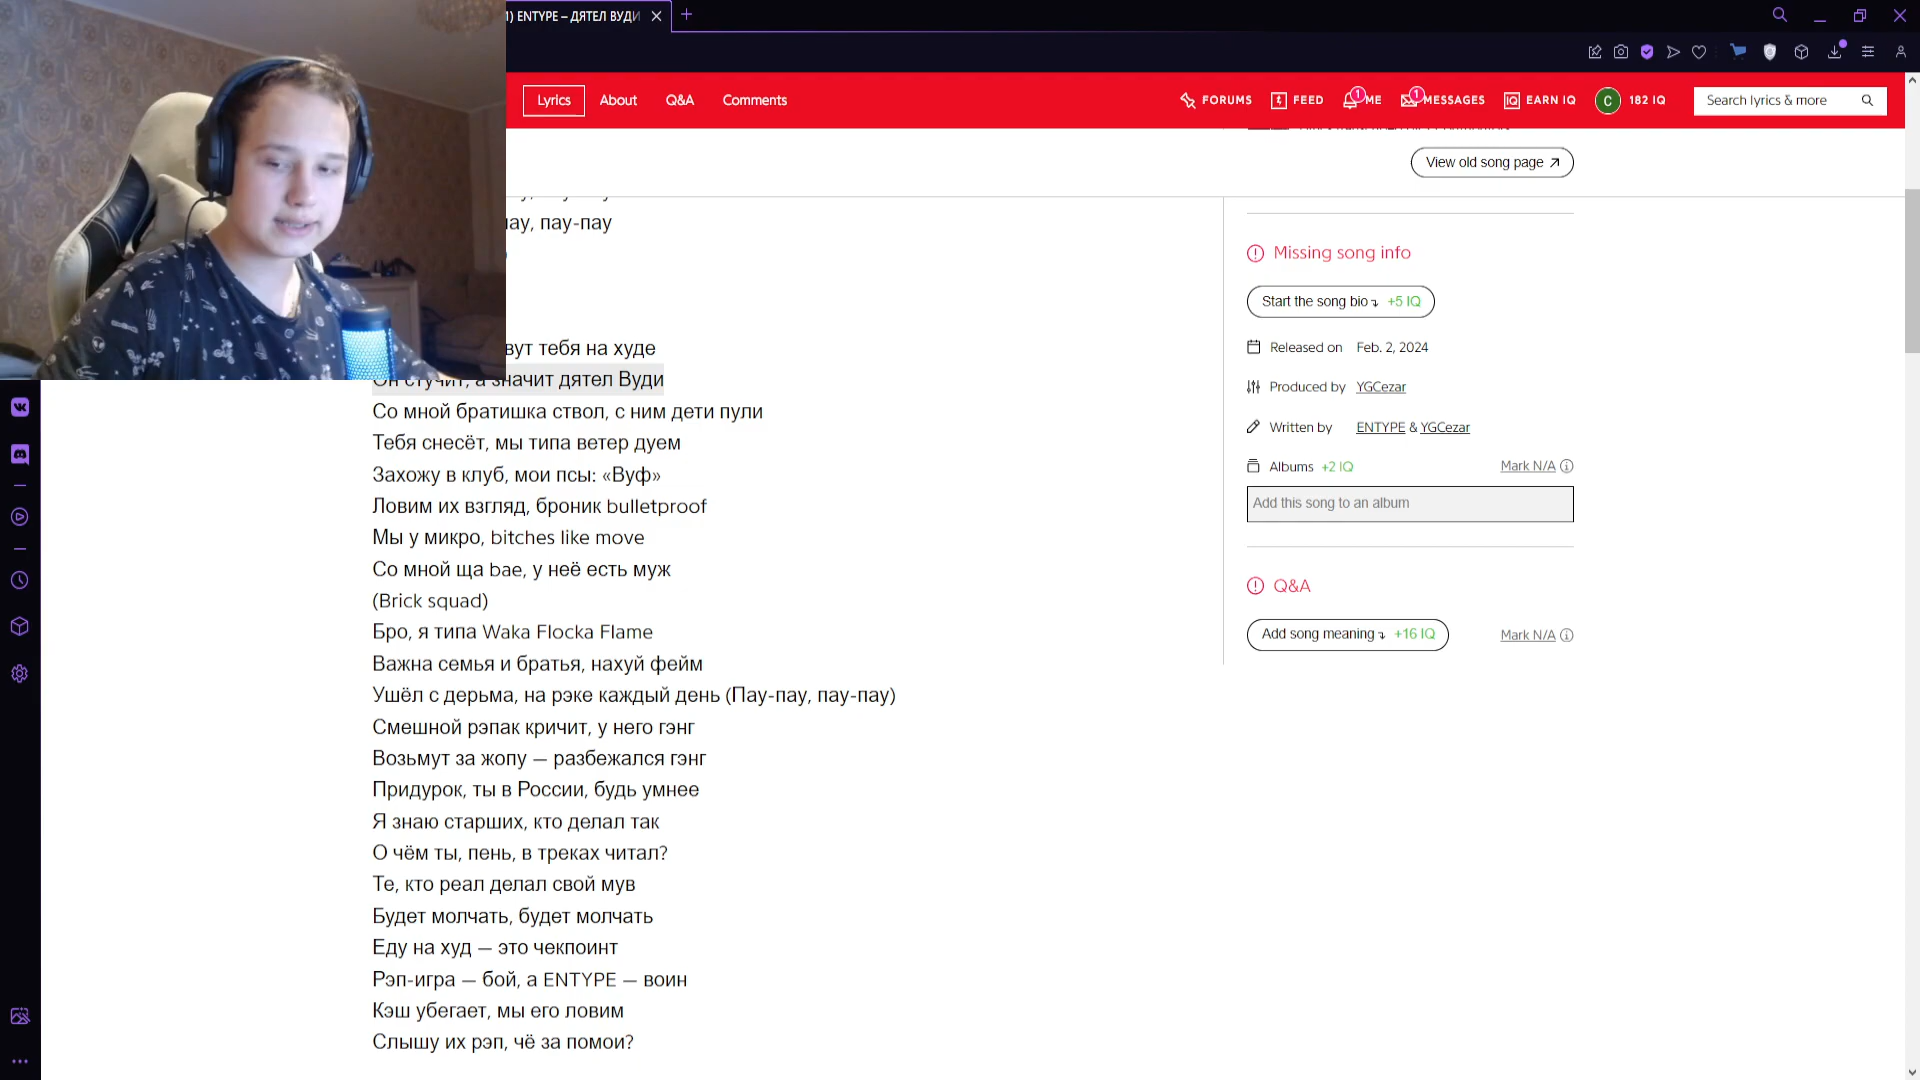 ) ENTYPE – ДЯТЕЛ ВУДИ
Lyrics
About
Q&A
Comments
FORUMS
FEED
1
ME
1
MESSAGES
IQ
EARN IQ
C
182 IQ
Search lyrics & more
View old song page
ау, пау-пау
вут тебя на худе
Он стучит, а значит дятел Вуди
Со мной братишка ствол, с ним дети пули
Тебя снесёт, мы типа ветер дуем
Захожу в клуб, мои псы: «Вуф»
Ловим их взгляд, броник bulletproof
Мы у микро, bitches like move
Со мной ща bae, у неё есть муж
(Brick squad)
Бро, я типа Waka Flocka Flame
Важна семья и братья, нахуй фейм
Ушёл с дерьма, на рэке каждый день (Пау-пау, пау-пау)
Смешной рэпак кричит, у него гэнг
Возьмут за жопу — разбежался гэнг
Придурок, ты в России, будь умнее
Я знаю старших, кто делал так
О чём ты, пень, в треках читал?
Те, кто реал делал свой мув
Будет молчать, будет молчать
Еду на худ — это чекпоинт
Рэп-игра — бой, а ENTYPE — воин
Кэш убегает, мы его ловим
Слышу их рэп, чё за помои?
Missing song info
Start the song bio +5 IQ
Released on Feb. 2, 2024
Produced by YGCezar
Written by ENTYPE & YGCezar
Albums +2 IQ Mark N/A
Add this song to an album
Q&A
Add song meaning +16 IQ Mark N/A